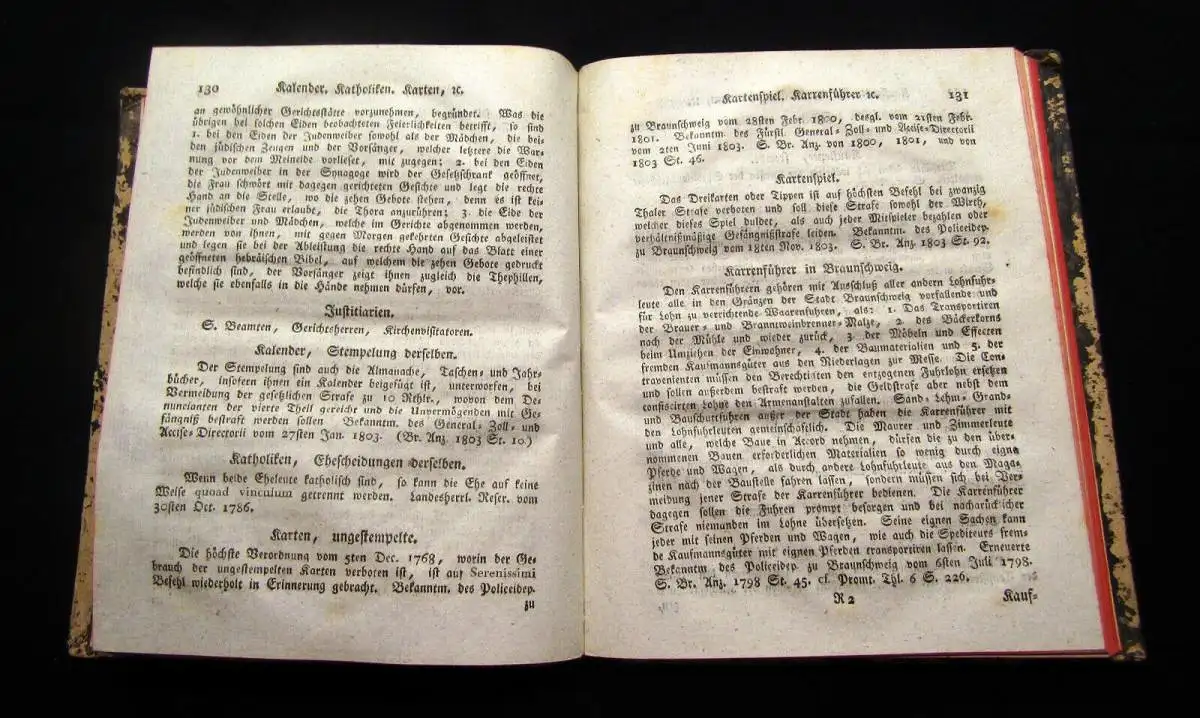 130 Kalender. Katholiken. Karten, ꝛc.
an gewöhnlicher Gerichtsstätte vorzunehmen, begründet. Was die
übrigen bei solchen Eiden beobachteten Feierlichkeiten betrifft, so sind
1. bei den Eiden der Judenweiber sowohl als der Mädchen, die bei-
den jüdischen Zeugen und der Vorsänger, welcher letztere die War-
nung vor dem Meineide vorlieset, mit zugegen; 2. bei den Eiden
der Judenweiber in der Synagoge wird der Gesetzschrank geöffnet,
die Frau schwört mit dagegen gerichteten Gesichte und legt die rechte
Hand an die Stelle, wo die zehen Gebote stehen, denn es ist kei-
ner jüdischen Frau erlaubt, die Thora anzurühren; 3. die Eide der
Judenweiber und Mädchen, welche im Gerichte abgenommen werden,
werden von ihnen, mit gegen Morgen gekehrten Gesichte abgeleistet
und legen sie bei der Ableistung die rechte Hand auf das Blatt einer
geöffneten hebräischen Bibel, auf welchem die zehen Gebote gedruckt
befindlich sind, der Vorsänger zeigt ihnen zugleich die Thephillen,
welche sie ebenfalls in die Hände nehmen dürfen, vor.
Justitiarien.
S. Beamten, Gerichtsherren, Kirchenvisitatoren.
Kalender, Stempelung derselben.
Der Stempelung sind auch die Almanache, Taschen- und Jahr-
bücher, insofern ihnen ein Kalender beigefügt ist, unterworfen, bei
Vermeidung der gesetzlichen Strafe zu 10 Rthlr., wovon dem De-
nuncianten der vierte Theil gereicht und die Unvermögenden mit Ge-
fängniß bestraft werden sollen. Bekanntm. des General-Zoll- und
Accise-Directorii vom 27sten Jan. 1803. (Br. Anz. 1803 St. 10.)
Katholiken, Ehescheidungen derselben.
Wenn beide Eheleute katholisch sind, so kann die Ehe auf keine
Weise quoad vinculum getrennt werden. Landesherrl. Rescr. vom
30sten Oct. 1786.
Karten, ungestempelte.
Die höchste Verordnung vom 5ten Dec. 1768, worin der Ge-
brauch der ungestempelten Karten verboten ist, ist auf Serenissimi
Befehl wiederholt in Erinnerung gebracht. Bekanntm. des Policeidep.
zu
Kartenspiel. Karrenführer ꝛc. 131
zu Braunschweig vom 28sten Febr. 1800, desgl. vom 21sten Febr.
1801. Bekanntm. des Fürstl. General-Zoll- und Accise-Directorii
vom 2ten Juni 1803. S. Br. Anz. von 1800, 1801, und von
1803 St. 46.
Kartenspiel.
Das Dreikarten oder Tippen ist auf höchsten Befehl bei zwanzig
Thaler Strafe verboten und soll diese Strafe sowohl der Wirth,
welcher dieses Spiel duldet, als auch jeder Mitspieler bezahlen oder
verhältnißmäßige Gefängnißstrafe leiden. Bekanntm. des Policeidep.
zu Braunschweig vom 18ten Nov. 1803. S. Br. Anz. 1803 St. 92.
Karrenführer in Braunschweig.
Den Karrenführern gehören mit Ausschluß aller andern Lohnfuhr-
leute alle in den Gränzen der Stadt Braunschweig vorfallende und
für Lohn zu verrichtende Waarenfuhren, als: 1. Das Transportiren
der Brauer- und Branntweinbrenner-Malze, 2. des Bäckerkorns
nach der Mühle und wieder zurück, 3. der Möbeln und Effecten
beim Umziehen der Einwohner, 4. der Baumaterialien und 5. der
fremden Kaufmannsgüter aus den Niederlagen zur Messe. Die Con-
travenienten müssen den Berechtigten den entzogenen Fuhrlohn ersetzen
und sollen außerdem bestraft werden, die Geldstrafe aber nebst dem
confiscirten Lohne den Armenanstalten zufallen. Sand- Lehm- Grand-
und Bauschuttfuhren außer der Stadt haben die Karrenführer mit
den Lohnfuhrleuten gemeinschaftlich. Die Maurer und Zimmerleute
und alle, welche Baue in Accord nehmen, dürfen die zu den über-
nommenen Bauen erforderlichen Materialien so wenig durch eigne
Pferde und Wagen, als durch andere Lohnfuhrleute aus den Maga-
zinen nach der Baustelle fahren lassen, sondern müssen sich bei Ver-
meidung jener Strafe der Karrenführer bedienen. Die Karrenführer
dagegen sollen die Fuhren prompt besorgen und bei nachdrücklicher
Strafe niemanden im Lohne übersetzen. Seine eignen Sachen kann
jeder mit seinen Pferden und Wagen, wie auch die Spediteurs frem-
de Kaufmannsgüter mit eignen Pferden transportiren lassen. Erneuerte
Bekanntm. des Policeidep. zu Braunschweig vom 6sten Juli 1798.
S. Br. Anz. 1798 St. 45. cf. Promt. Thl. 6 S. 226.
R 2 Kauf-